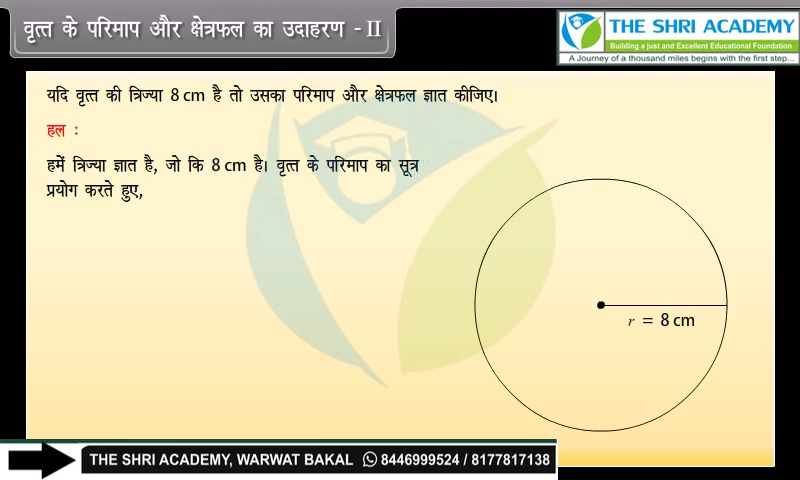 वृत्त के परिमाप और क्षेत्रफल का उदाहरण - II
THE SHRI ACADEMY
Building a just and Excellent Educational Foundation
A Journey of a thousand miles begins with the first step...
यदि वृत्त की त्रिज्या 8 cm है तो उसका परिमाप और क्षेत्रफल ज्ञात कीजिए।
हल :
हमें त्रिज्या ज्ञात है, जो कि 8 cm है। वृत्त के परिमाप का सूत्र
प्रयोग करते हुए,
r = 8 cm
THE SHRI ACADEMY, WARWAT BAKAL 8446999524 / 8177817138